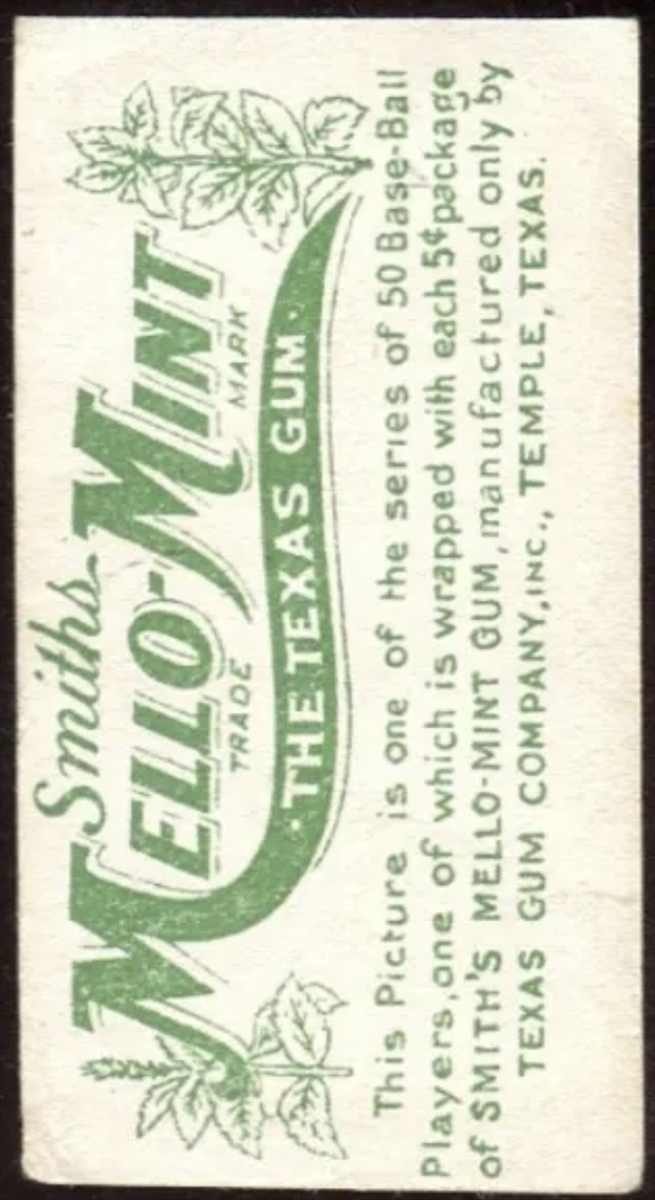 Smiths
MELLO-MINT
TRADE MARK
· THE TEXAS GUM ·
This Picture is one of the series of 50 Base-Ball
Players, one of which is wrapped with each 5¢ package
of SMITH'S MELLO-MINT GUM, manufactured only by
TEXAS GUM COMPANY, INC., TEMPLE, TEXAS.